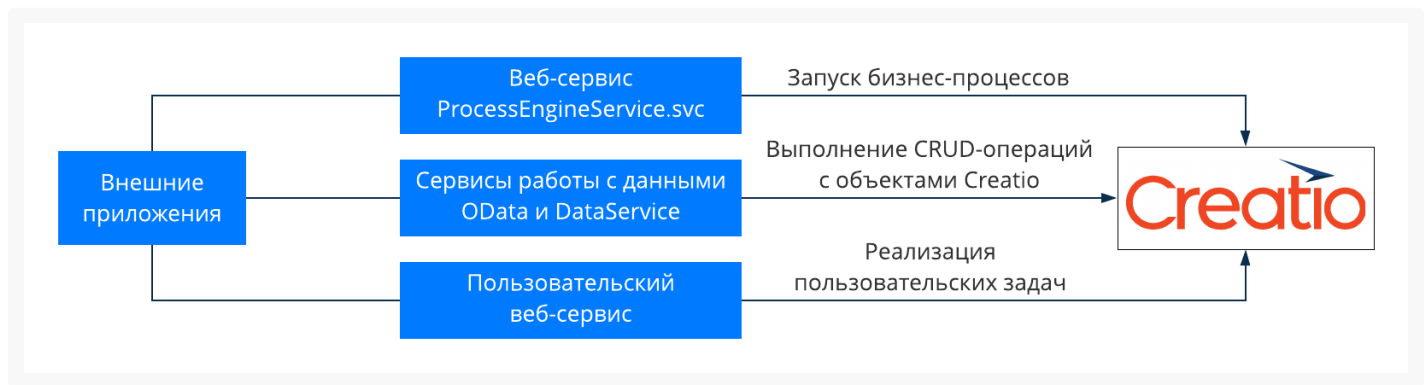 Внешние
приложения
Веб-сервис
ProcessEngineService.svc
Запуск бизнес-процессов
Сервисы работы с данными
OData и DataService
Выполнение CRUD-операций
с объектами Creatio
Пользовательский
веб-сервис
Реализация
пользовательских задач
Creatio